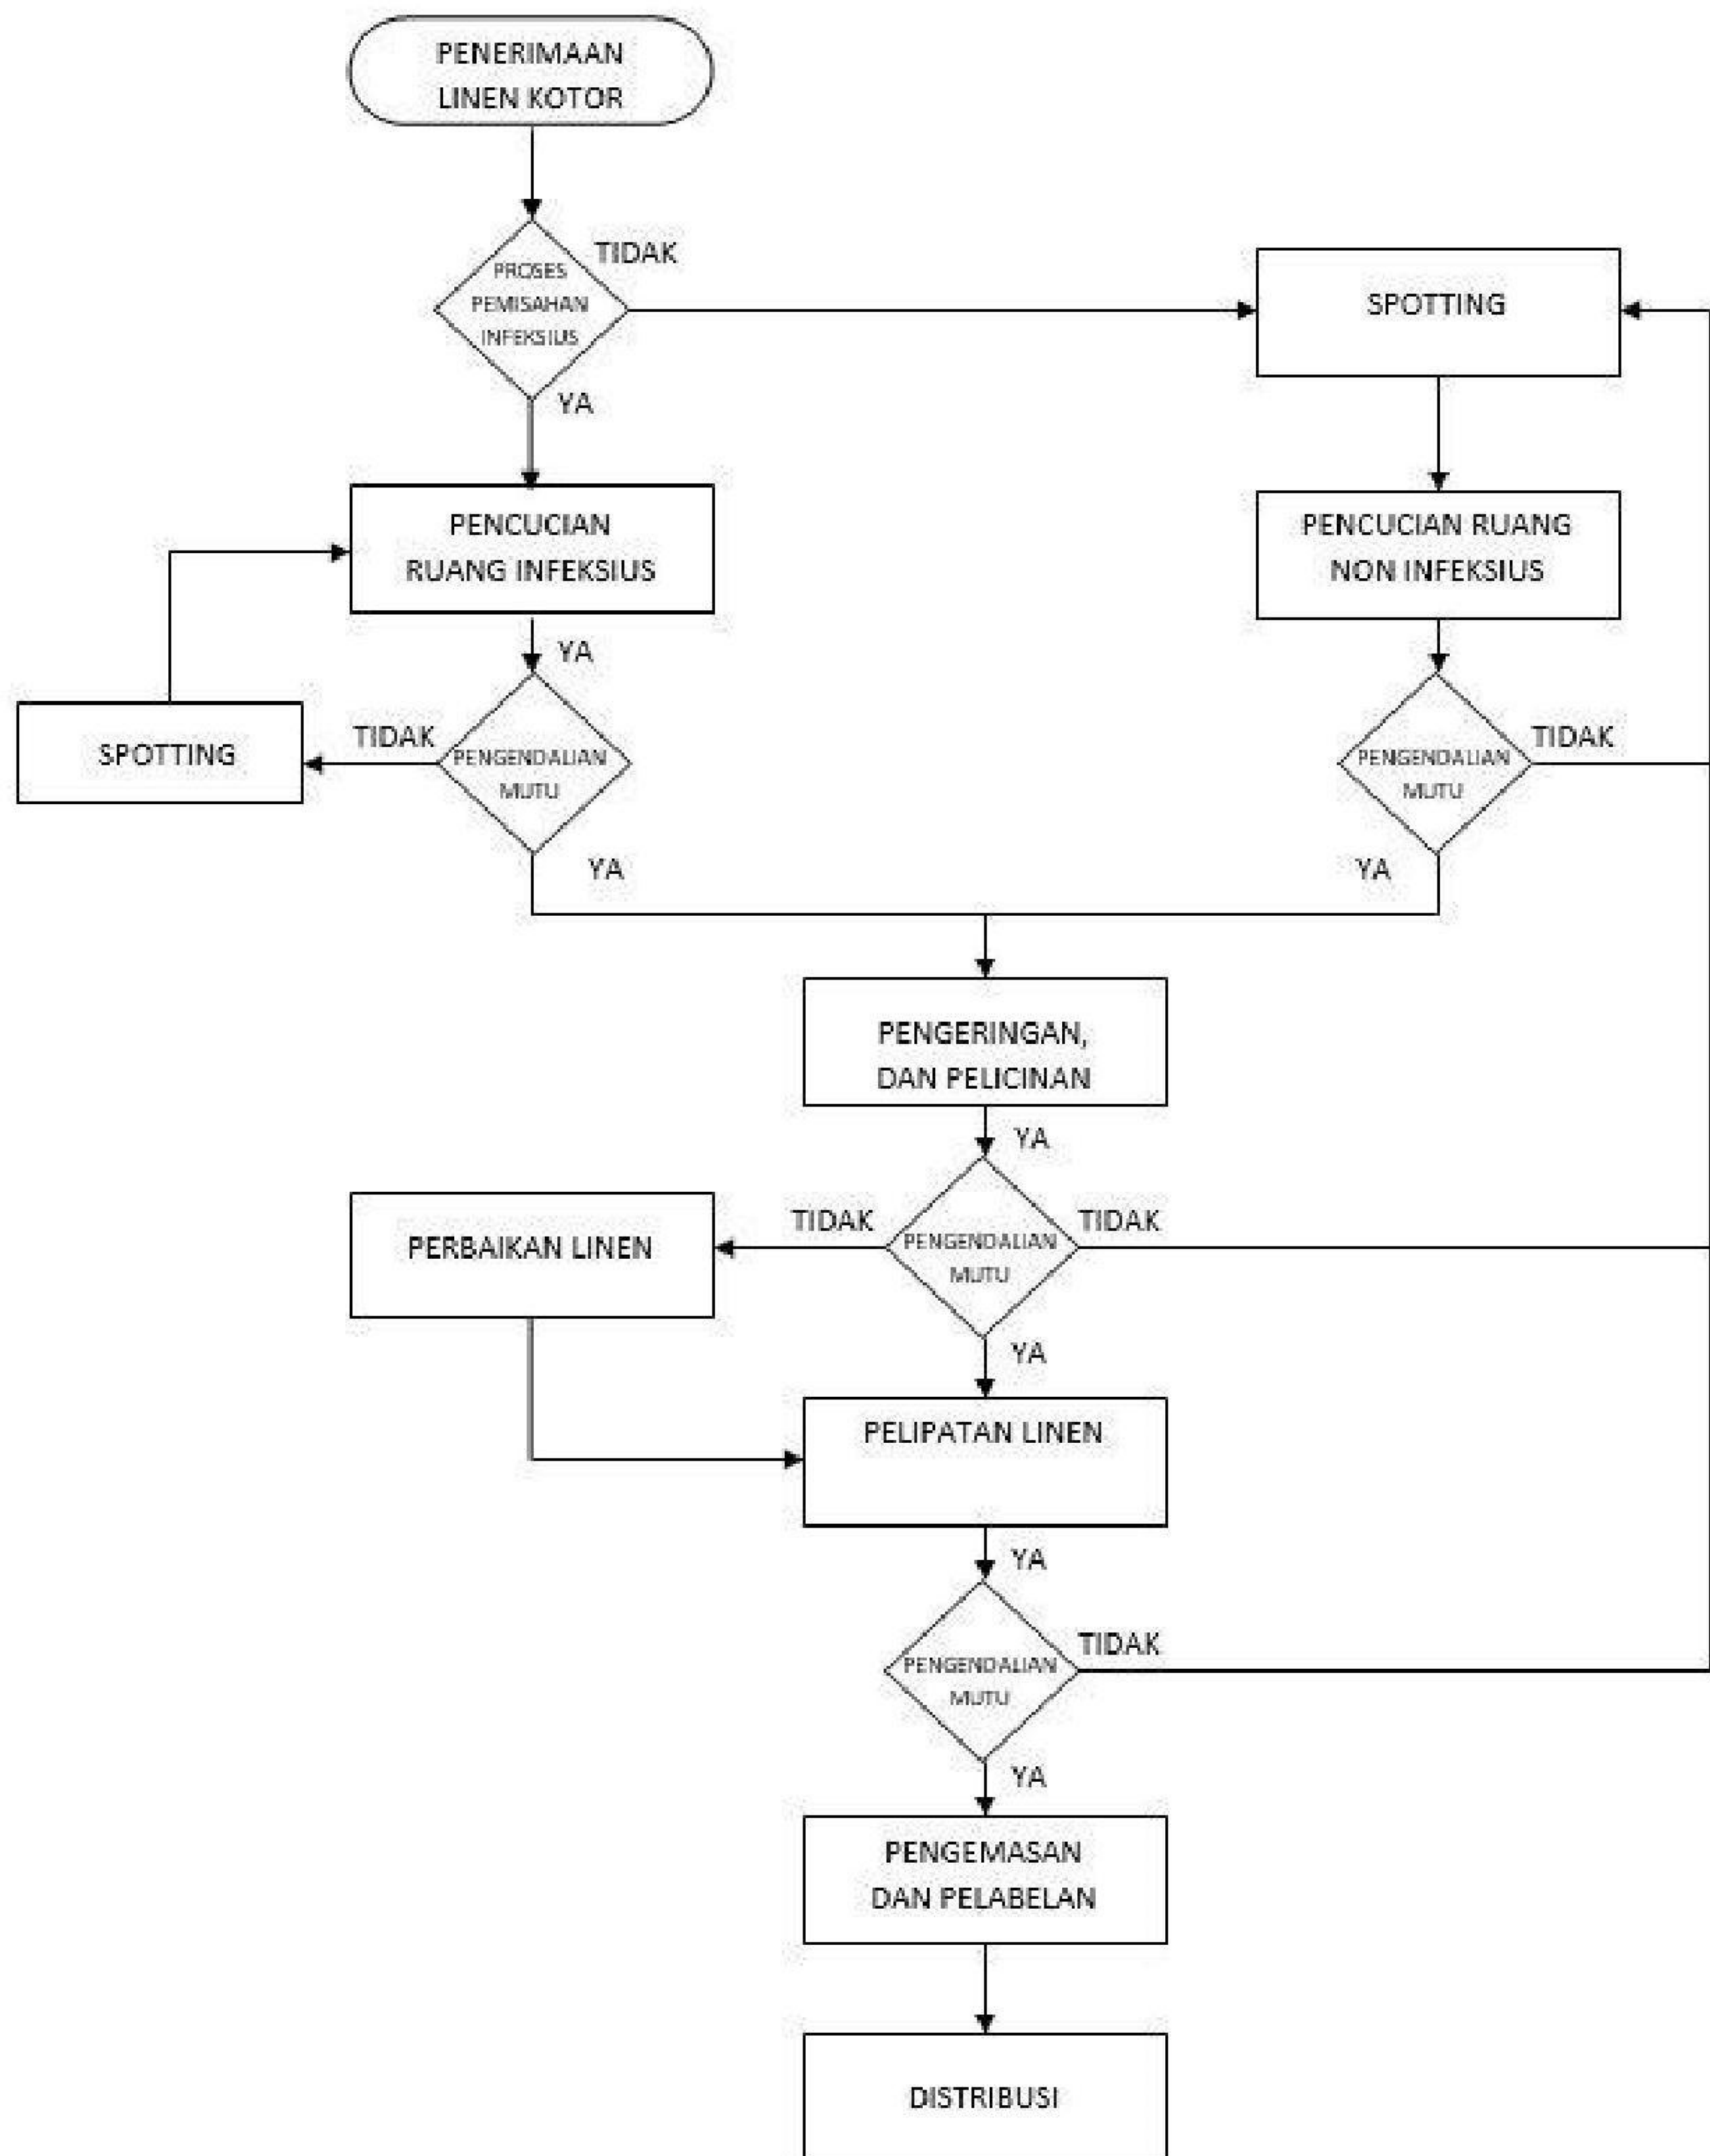 PENERIMAAN
LINEN KOTOR
TIDAK
PROSES
PEMISAHAN
INFEKSIUS
SPOTTING
YA
PENCUCIAN
RUANG INFEKSIUS
PENCUCIAN RUANG
NON INFEKSIUS
YA
SPOTTING
TIDAK
PENGENDALIAN
MUTU
PENGENDALIAN
MUTU
TIDAK
YA
YA
PENGERINGAN,
DAN PELICINAN
YA
PERBAIKAN LINEN
TIDAK
PENGENDALIAN
MUTU
TIDAK
YA
PELIPATAN LINEN
YA
PENGENDALIAN
MUTU
TIDAK
YA
PENGEMASAN
DAN PELABELAN
DISTRIBUSI